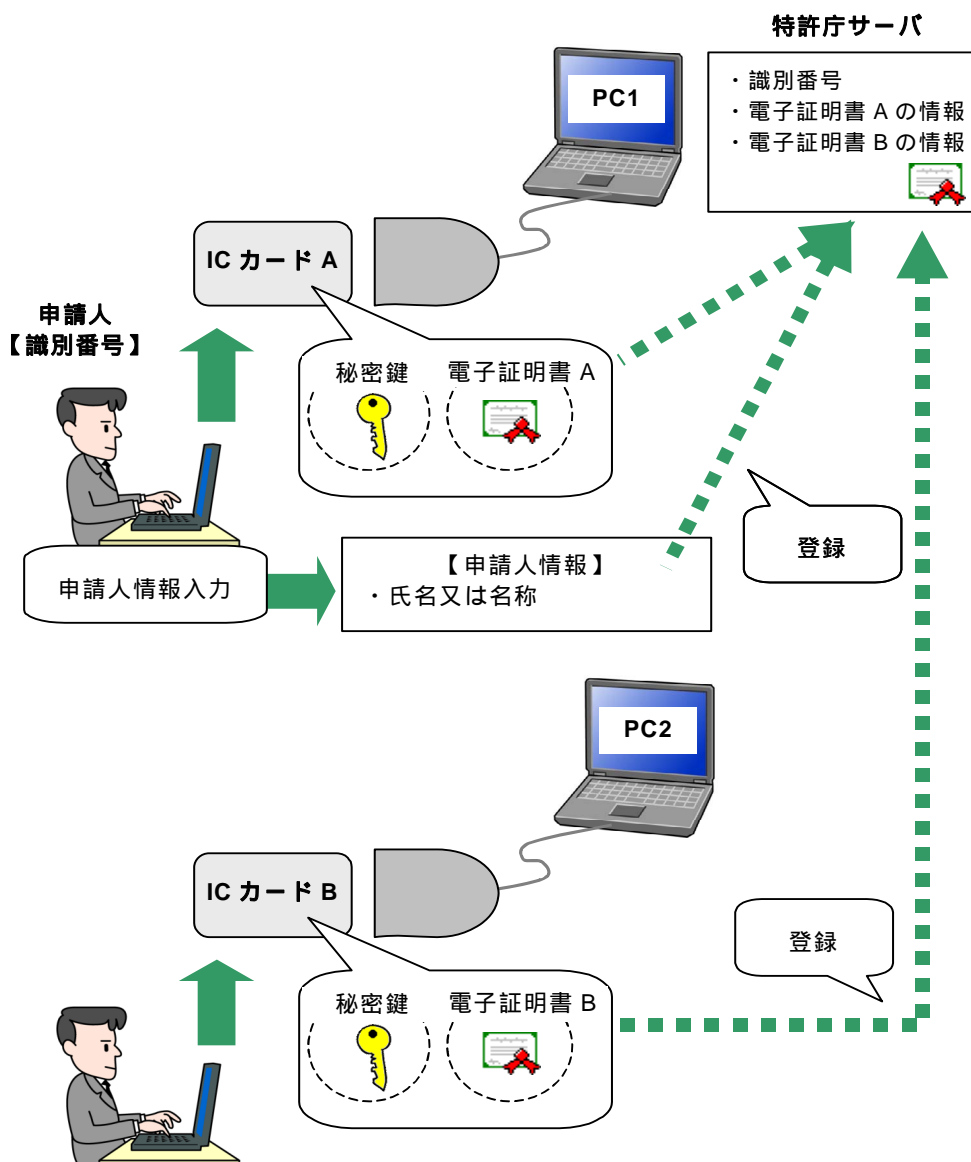 特許庁サーバ
・識別番号
・電子証明書 A の情報
・電子証明書 B の情報
PC1
IC カード A
申請人
【識別番号】
秘密鍵
電子証明書 A
登録
申請人情報入力
【申請人情報】
・氏名又は名称
PC2
IC カード B
登録
秘密鍵
電子証明書 B